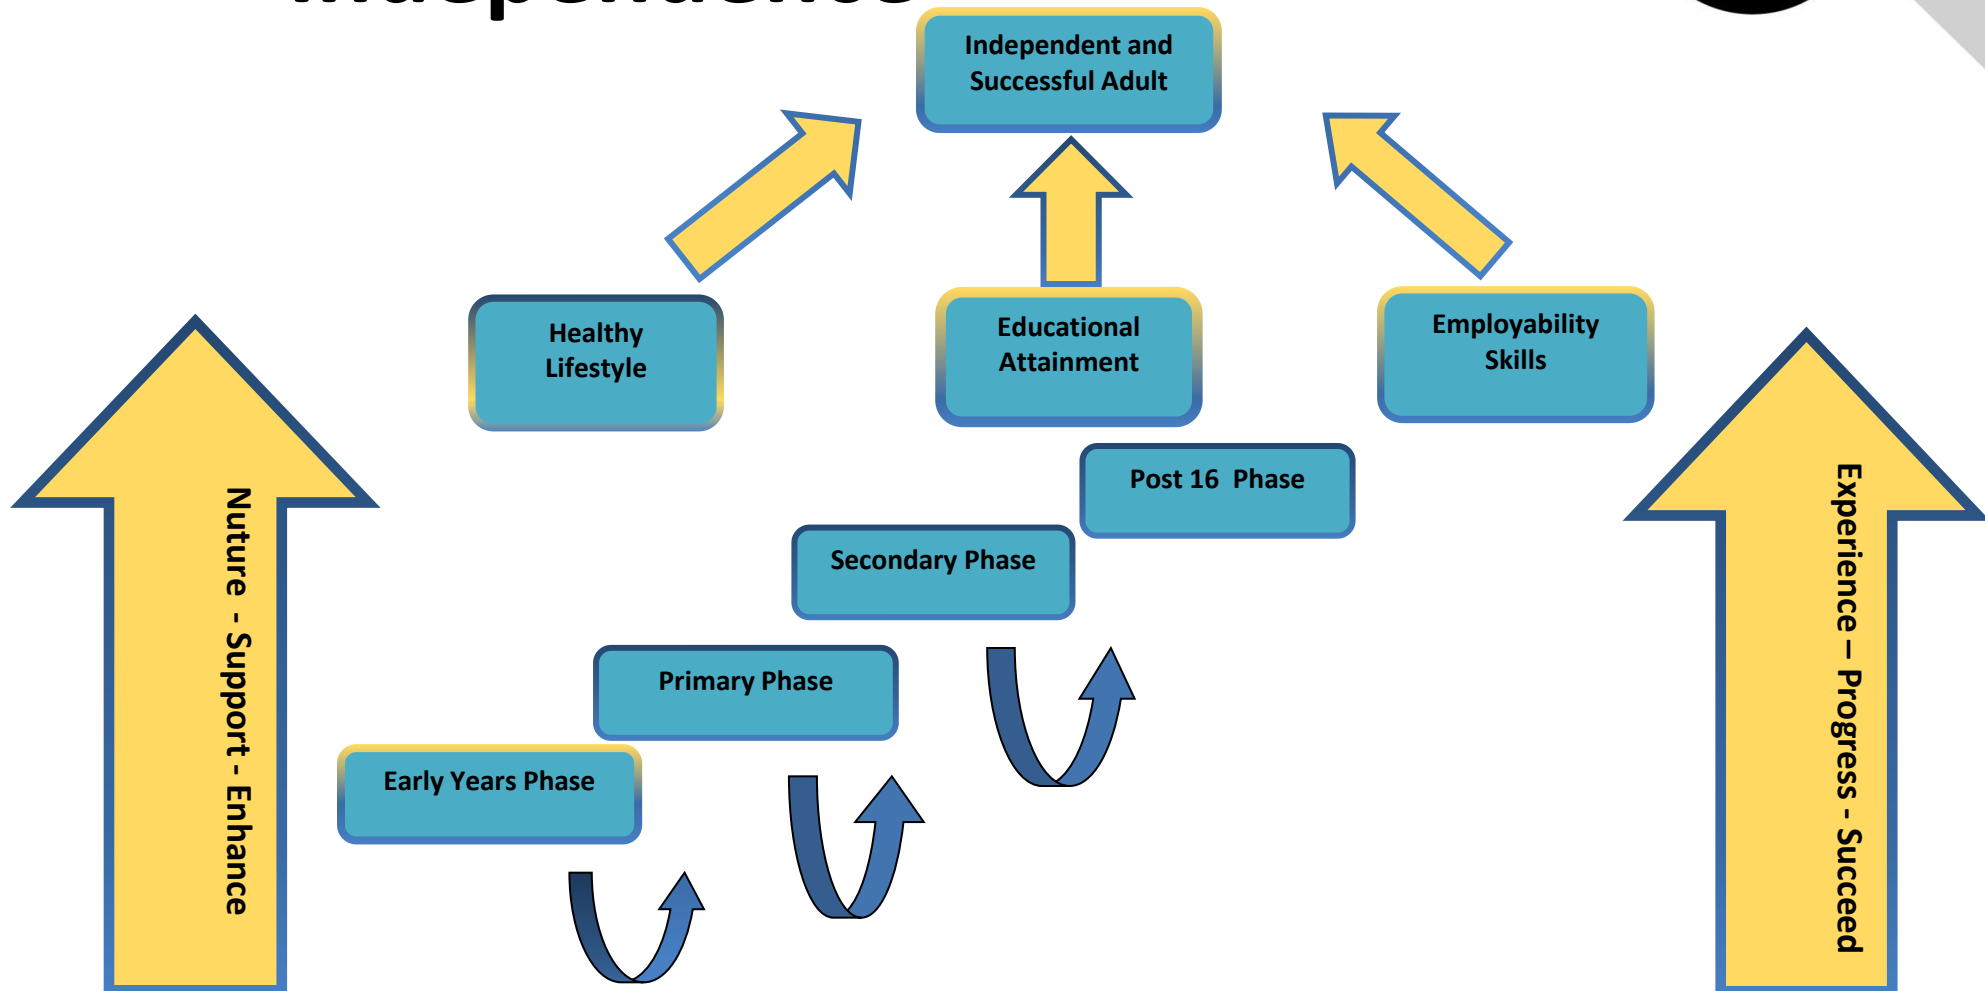 Independence
Independent and
Successful Adult
Healthy
Lifestyle
Educational
Attainment
Employability
Skills
Post 16  Phase
Secondary Phase
Primary Phase
Early Years Phase
Nuture  - Support - Enhance
Experience – Progress - Succeed